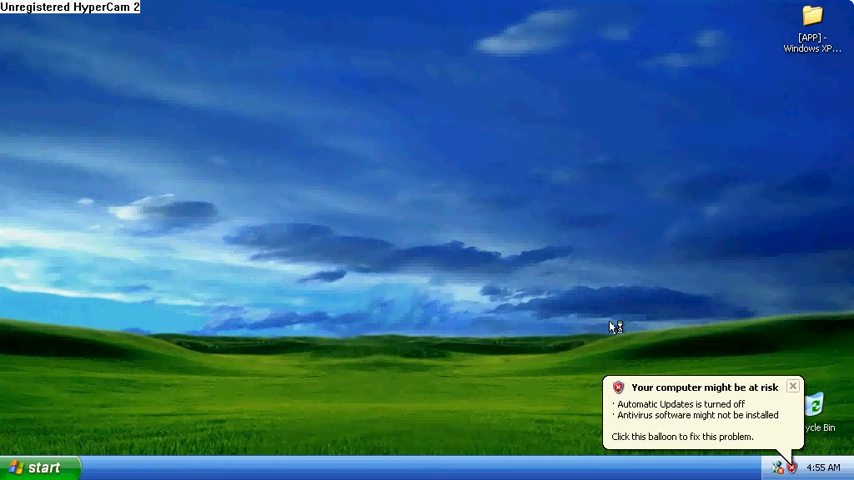 Unregistered HyperCam 2
[APP] -
Windows XP...
Your computer might be at risk
· Automatic Updates is turned off
· Antivirus software might not be installed
Click this balloon to fix this problem.
ycle Bin
start
4:55 AM